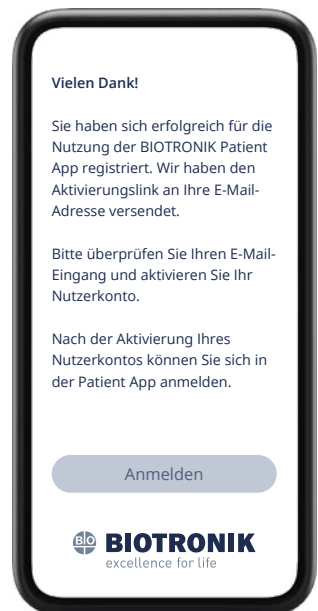 Vielen Dank!
Sie haben sich erfolgreich für die
Nutzung der BIOTRONIK Patient
App registriert. Wir haben den
Aktivierungslink an Ihre E-Mail-
Adresse versendet.
Bitte überprüfen Sie Ihren E-Mail-
Eingang und aktivieren Sie Ihr
Nutzerkonto.
Nach der Aktivierung Ihres
Nutzerkontos können Sie sich in
der Patient App anmelden.
Anmelden
BIO BIOTRONIK
excellence for life